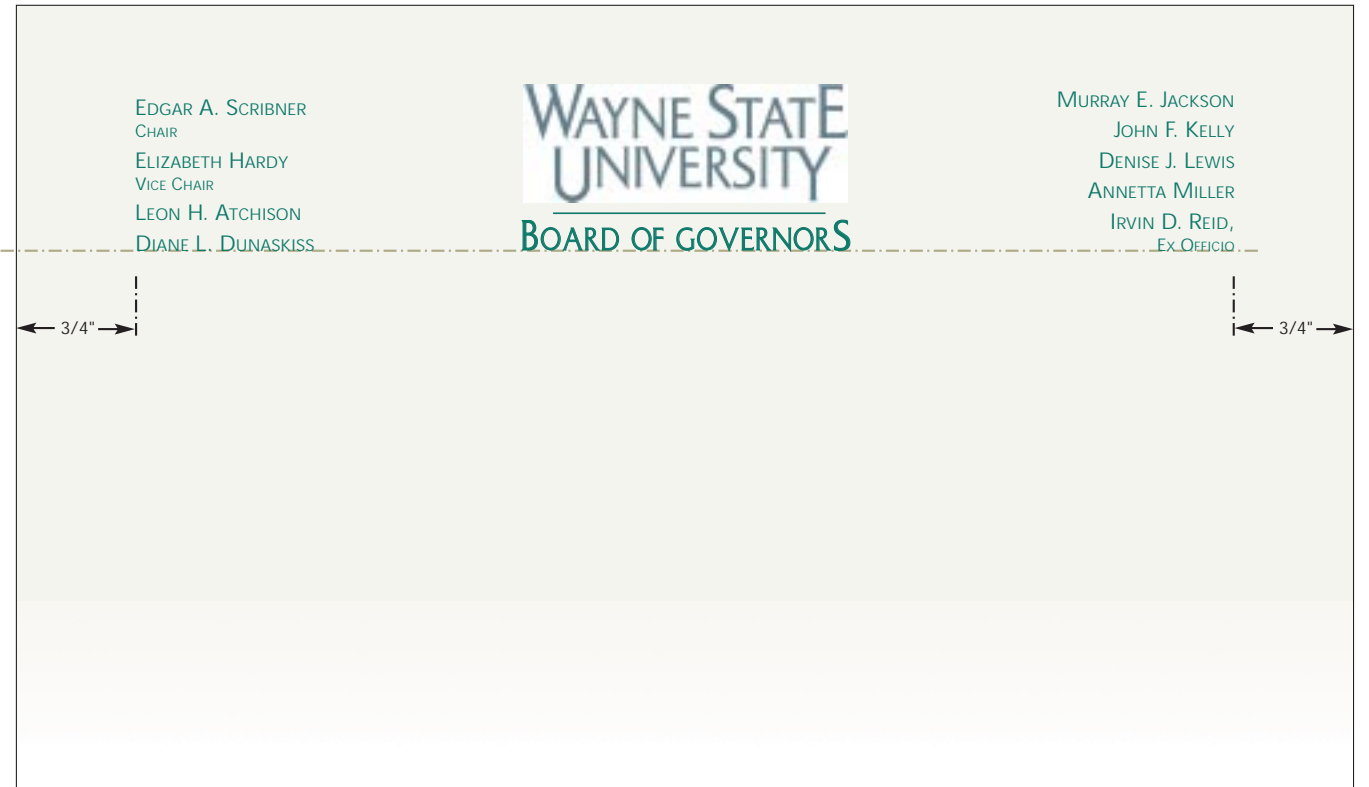 EDGAR A. SCRIBNER
CHAIR
ELIZABETH HARDY
VICE CHAIR
LEON H. ATCHISON
DIANE L. DUNASKISS
WAYNE STATE
UNIVERSITY
BOARD OF GOVERNORS
MURRAY E. JACKSON
JOHN F. KELLY
DENISE J. LEWIS
ANNETTA MILLER
IRVIN D. REID,
EX OFFICIO
3/4"
3/4"